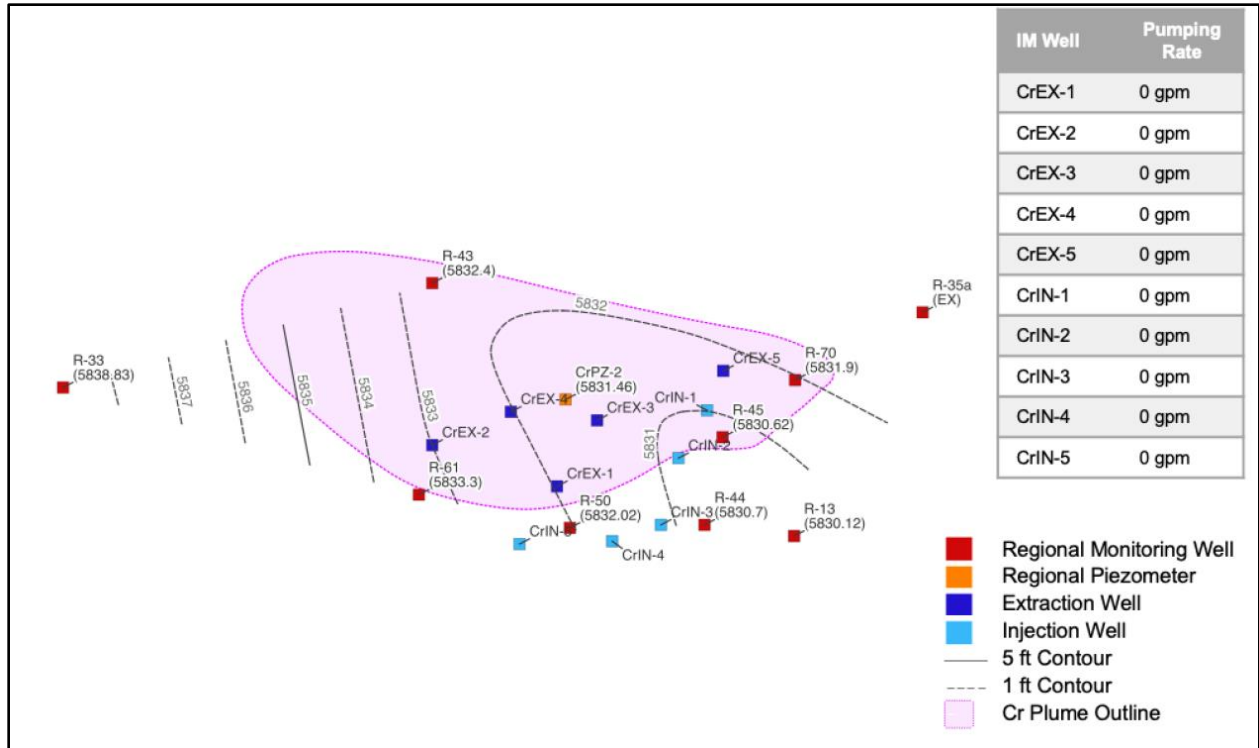 IM Well
Pumping
Rate
CrEX-1
0 gpm
CrEX-2
0 gpm
CrEX-3
0 gpm
CrEX-4
0 gpm
CrEX-5
0 gpm
CrIN-1
0 gpm
CrIN-2
0 gpm
CrIN-3
0 gpm
CrIN-4
0 gpm
CrIN-5
0 gpm
R-43
(5832.4)
R-35a
(EX)
5832
R-33
(5838.83)
5837
5836
5835
5834
5833
R-70
(5831.9)
CrEX-5
CrPZ-2
(5831.46)
CrEX-4
CrEX-3
CrIN-1
R-45
(5830.62)
CrEX-2
5831
CrIN-2
R-61
(5833.3)
CrEX-1
R-50
(5832.02)
CrIN-3
R-44
(5830.7)
R-13
(5830.12)
CrIN-4
Regional Monitoring Well
Regional Piezometer
Extraction Well
Injection Well
5 ft Contour
1 ft Contour
Cr Plume Outline